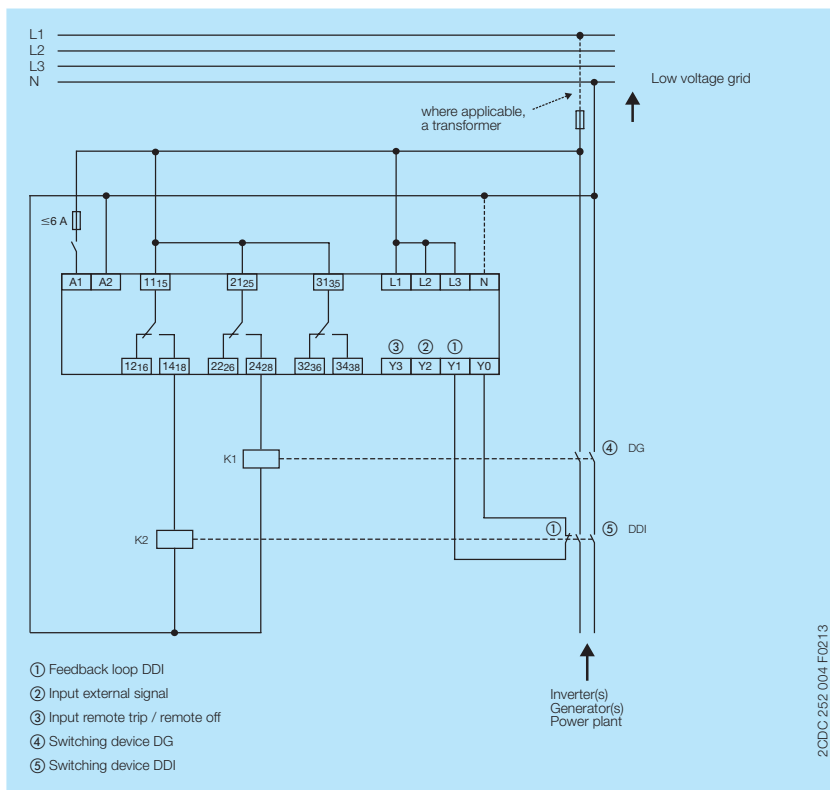 L1
L2
L3
N
Low voltage grid
where applicable,
a transformer
≤6 A
A1 A2 1115 2125 3135 L1 L2 L3 N
③ ② ①
1216 1418 2226 2428 3236 3438 Y3 Y2 Y1 Y0
④ DG
K1
① ⑤ DDI
K2
① Feedback loop DDI
② Input external signal
③ Input remote trip / remote off
④ Switching device DG
⑤ Switching device DDI
Inverter(s)
Generator(s)
Power plant
2CDC 252 004 F0213